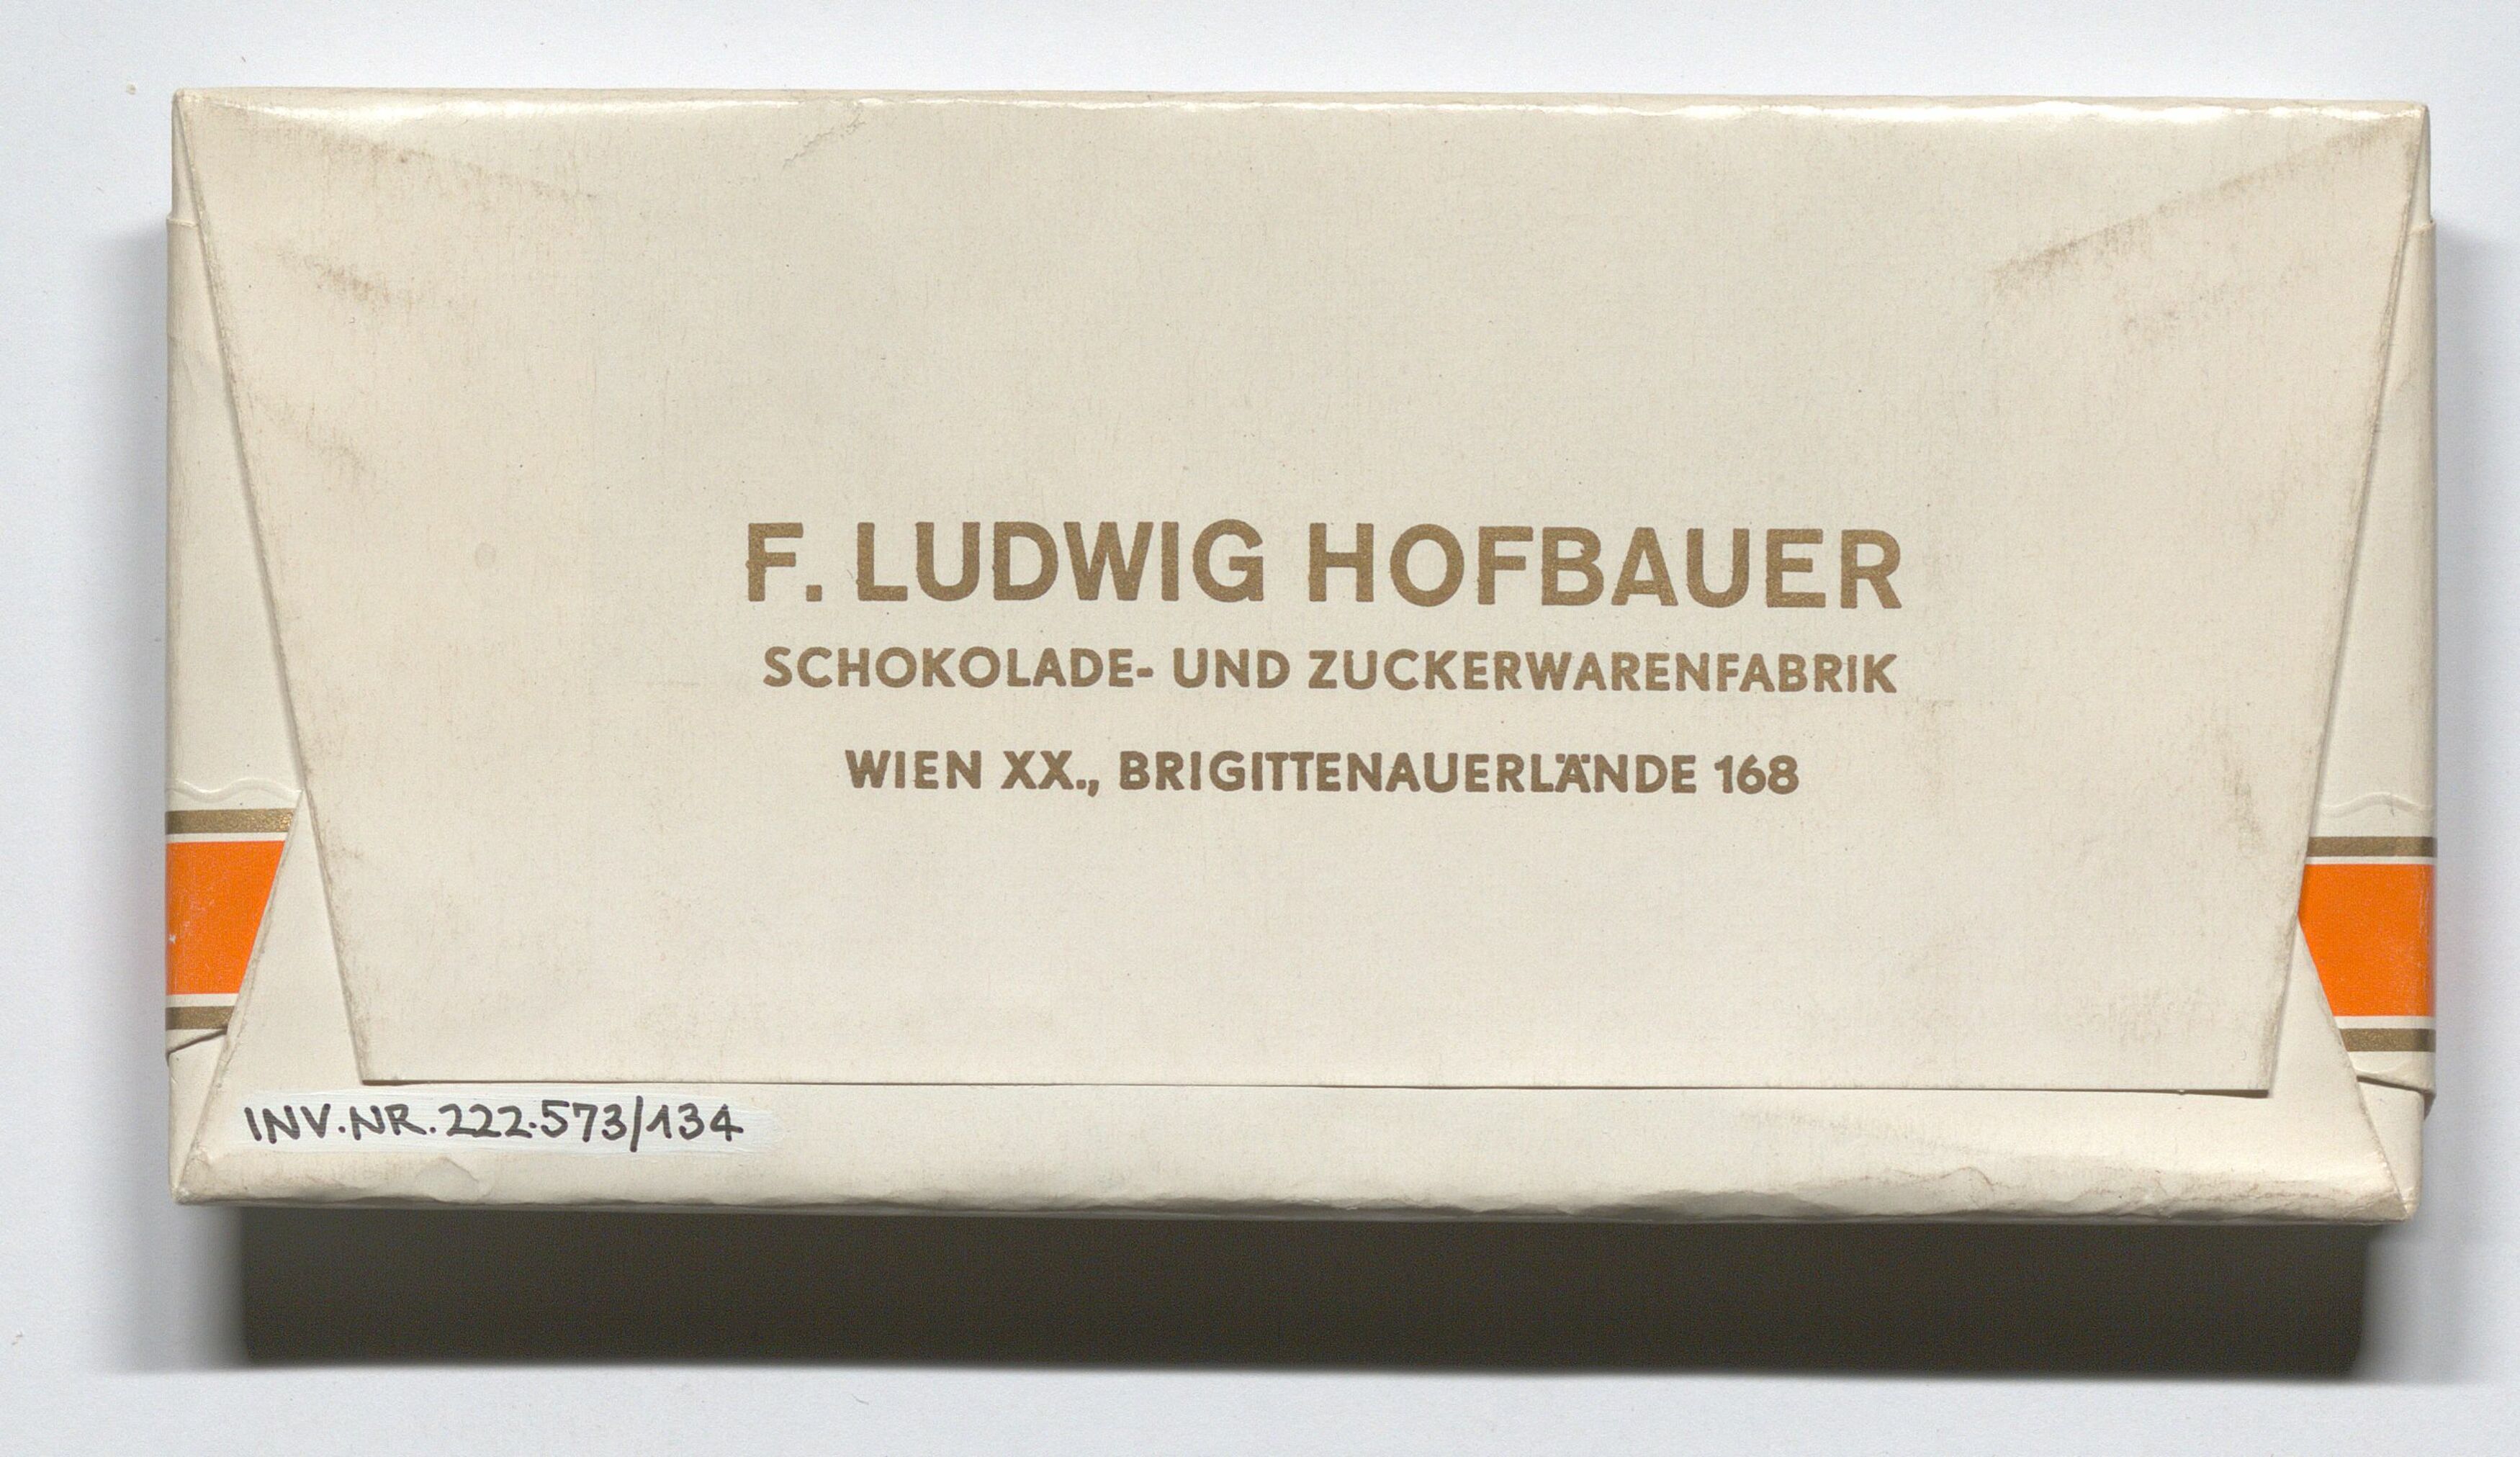 F. LUDWIG HOFBAUER
SCHOKOLADE- UND ZUCKERWARENFABRIK
WIEN XX., BRIGITTENAUERLÄNDE 168
INV.NR.222.573/134